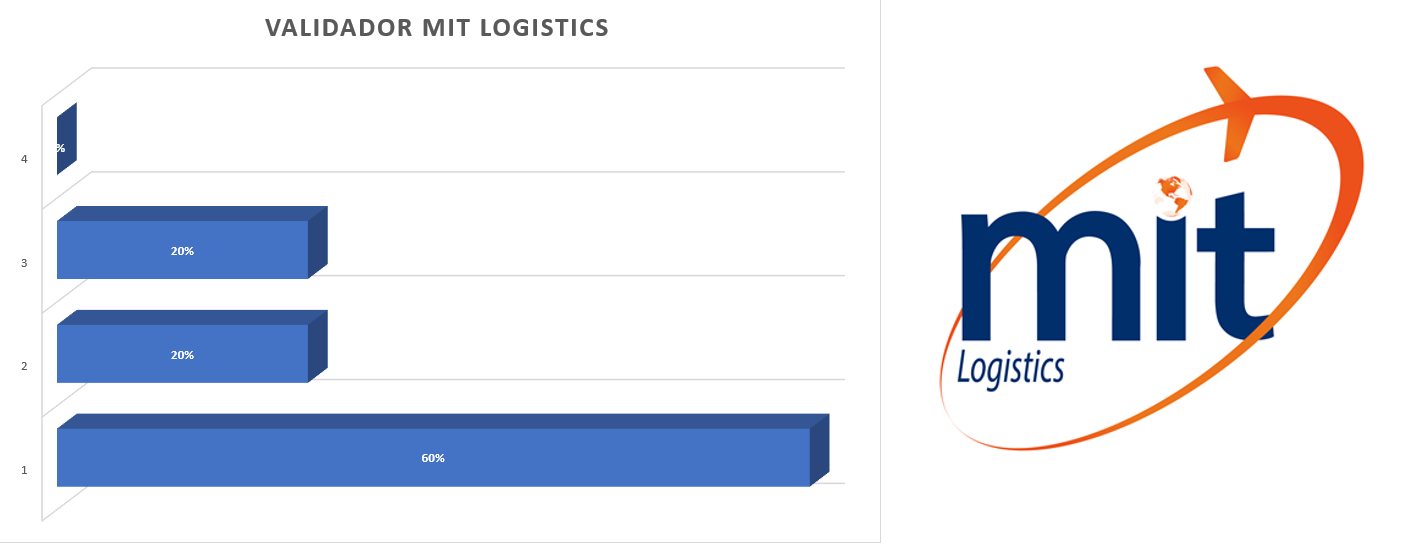 VALIDADOR MIT LOGISTICS
4
%
3
20%
2
20%
1
60%
mit
Logistics